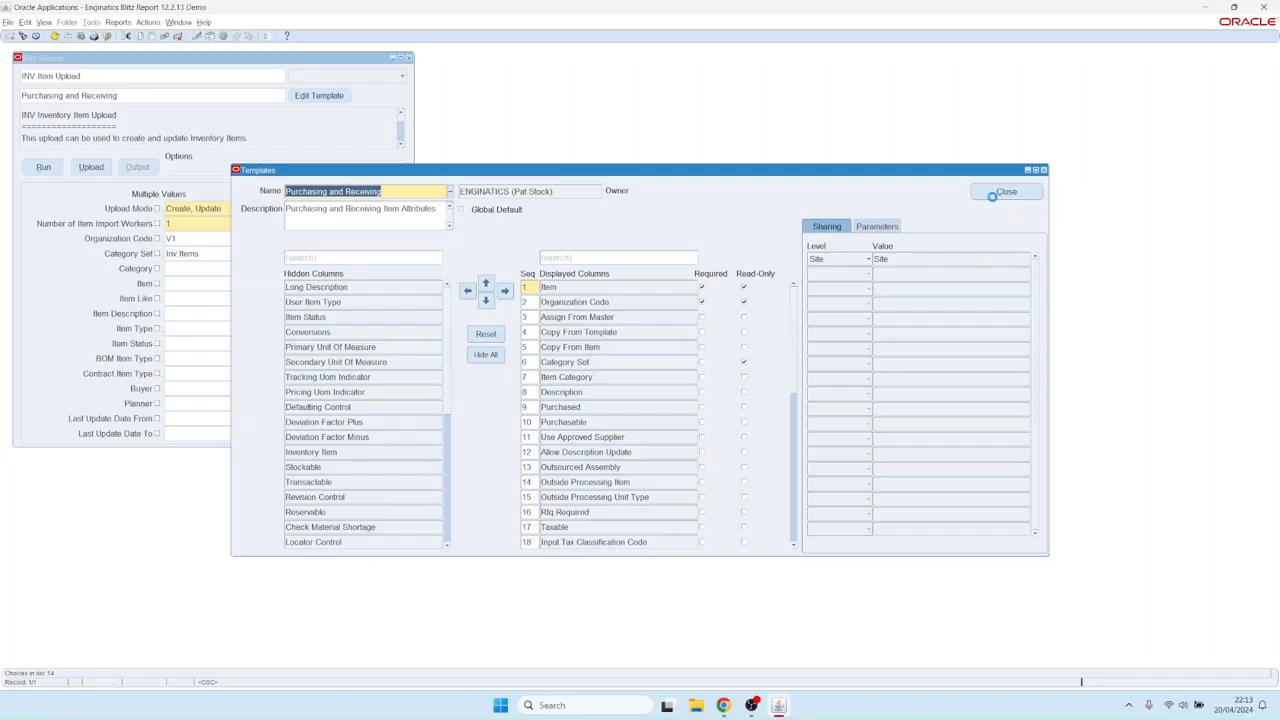 Oracle Applications - Enginatics Blitz Report 12.2.13 Demo
File Edit View Folder Tools Reports Actions Window Help
ORACLE
INV Item Upload
Purchasing and Receiving
Edit Template
INV Inventory Item Upload
====================
This upload can be used to create and update Inventory Items.
Options
Run Upload Output
Multiple Values
Upload Mode Create, Update
Number of Item Import Workers 1
Organization Code V1
Category Set Inv.Items
Category
Item
Item Like
Item Description
Item Type
Item Status
BOM Item Type
Contract Item Type
Buyer
Planner
Last Update Date From
Last Update Date To
Templates
Name Purchasing and Receiving ENGINATICS (Pat Stock) Owner
Close
Description Purchasing and Receiving Item Attributes
Global Default
Sharing Parameters
Level Value
Site Site
(search)
Hidden Columns
Long Description
User Item Type
Item Status
Conversions
Primary Unit Of Measure
Secondary Unit Of Measure
Tracking Uom Indicator
Pricing Uom Indicator
Defaulting Control
Deviation Factor Plus
Deviation Factor Minus
Inventory Item
Stockable
Transactable
Revision Control
Reservable
Check Material Shortage
Locator Control
Reset
Hide All
(search)
Seq Displayed Columns Required Read-Only
1 Item
2 Organization Code
3 Assign From Master
4 Copy From Template
5 Copy From Item
6 Category Set
7 Item Category
8 Description
9 Purchased
10 Purchasable
11 Use Approved Supplier
12 Allow Description Update
13 Outsourced Assembly
14 Outside Processing Item
15 Outside Processing Unit Type
16 Rfq Required
17 Taxable
18 Input Tax Classification Code
Choices in list: 14
Record: 1/1 ... <OSC>
Search
22:13
20/04/2024